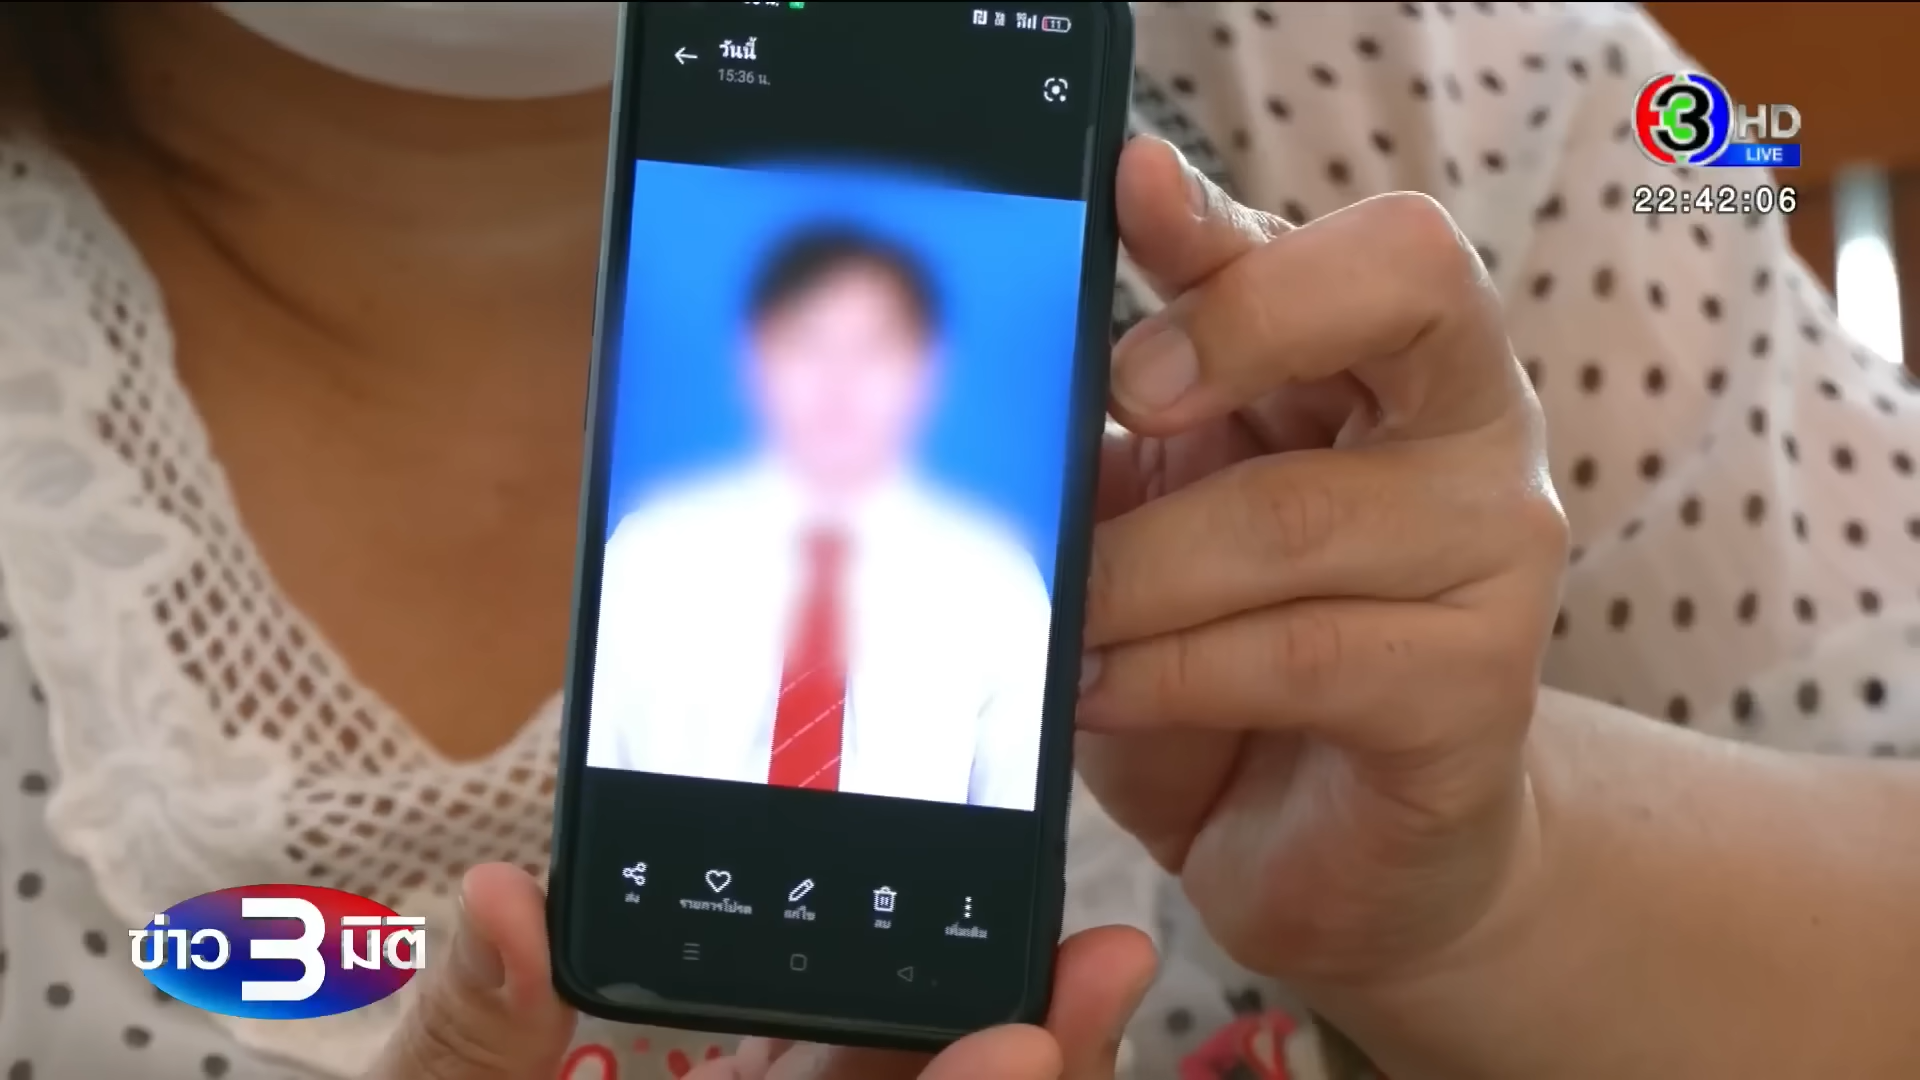 วันนี้
15:36 น.
11
3 HD
LIVE
22:42:06
ส่ง
รายการโปรด
แก้ไข
ลบ
เพิ่มเติม
ข่าว 3 มิติ